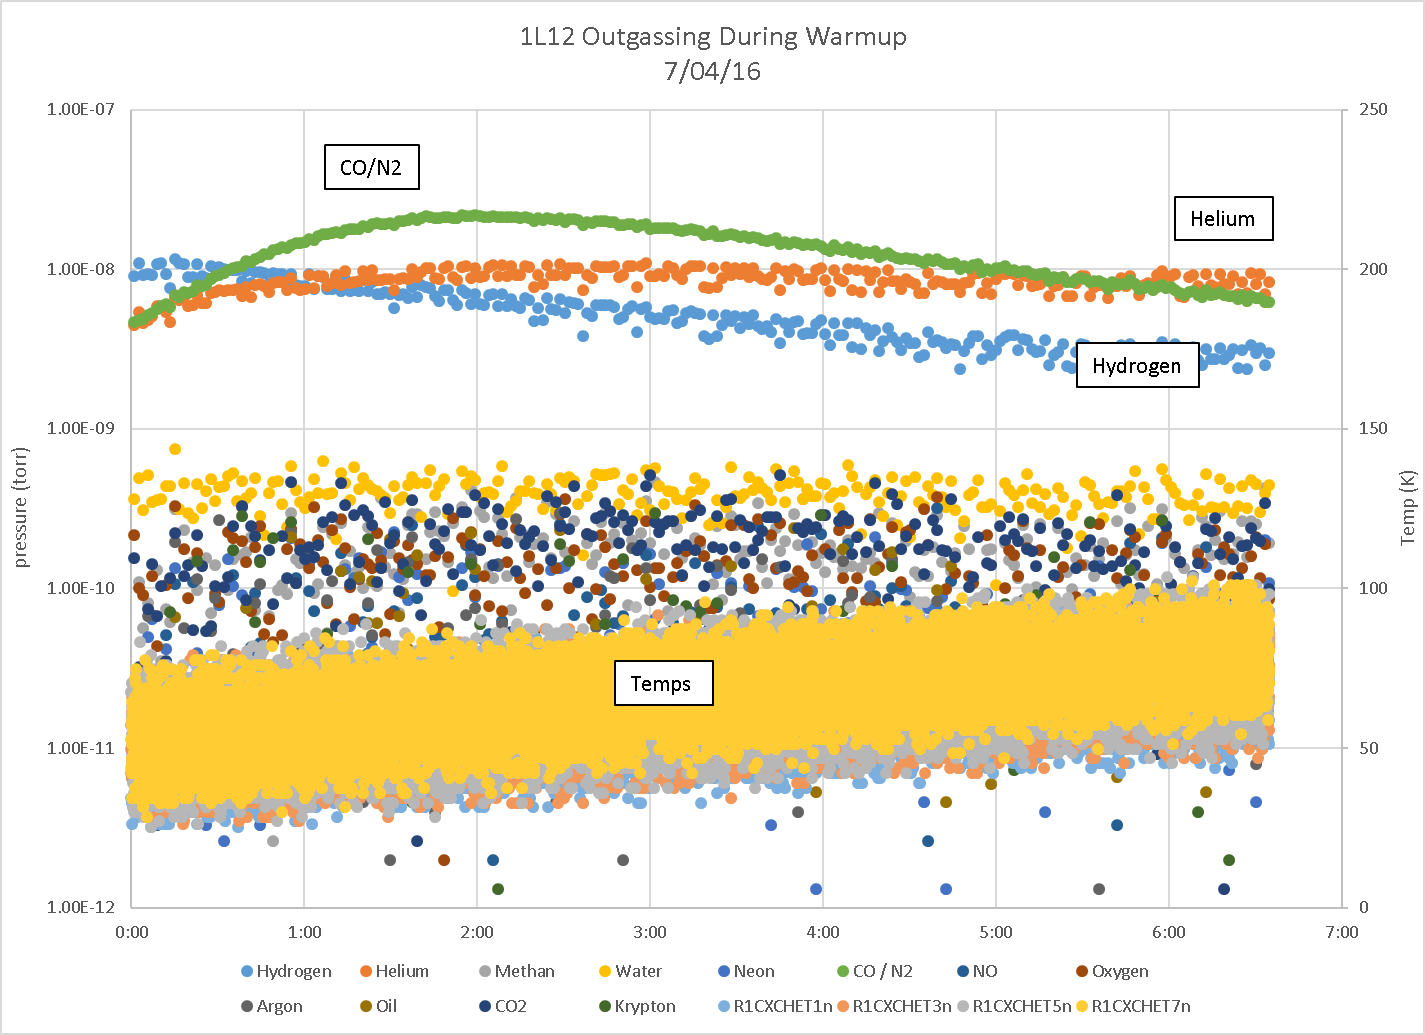 1L12 Outgassing During Warmup
7/04/16
1.00E-07
1.00E-08
1.00E-09
1.00E-10
1.00E-11
1.00E-12
pressure (torr)
250
200
150
100
50
0
Temp (K)
CO/N2
Helium
Hydrogen
Temps
0:00 1:00 2:00 3:00 4:00 5:00 6:00 7:00
Hydrogen Helium Methan Water Neon CO / N2 NO Oxygen
Argon Oil CO2 Krypton R1CXCHET1n R1CXCHET3n R1CXCHET5n R1CXCHET7n